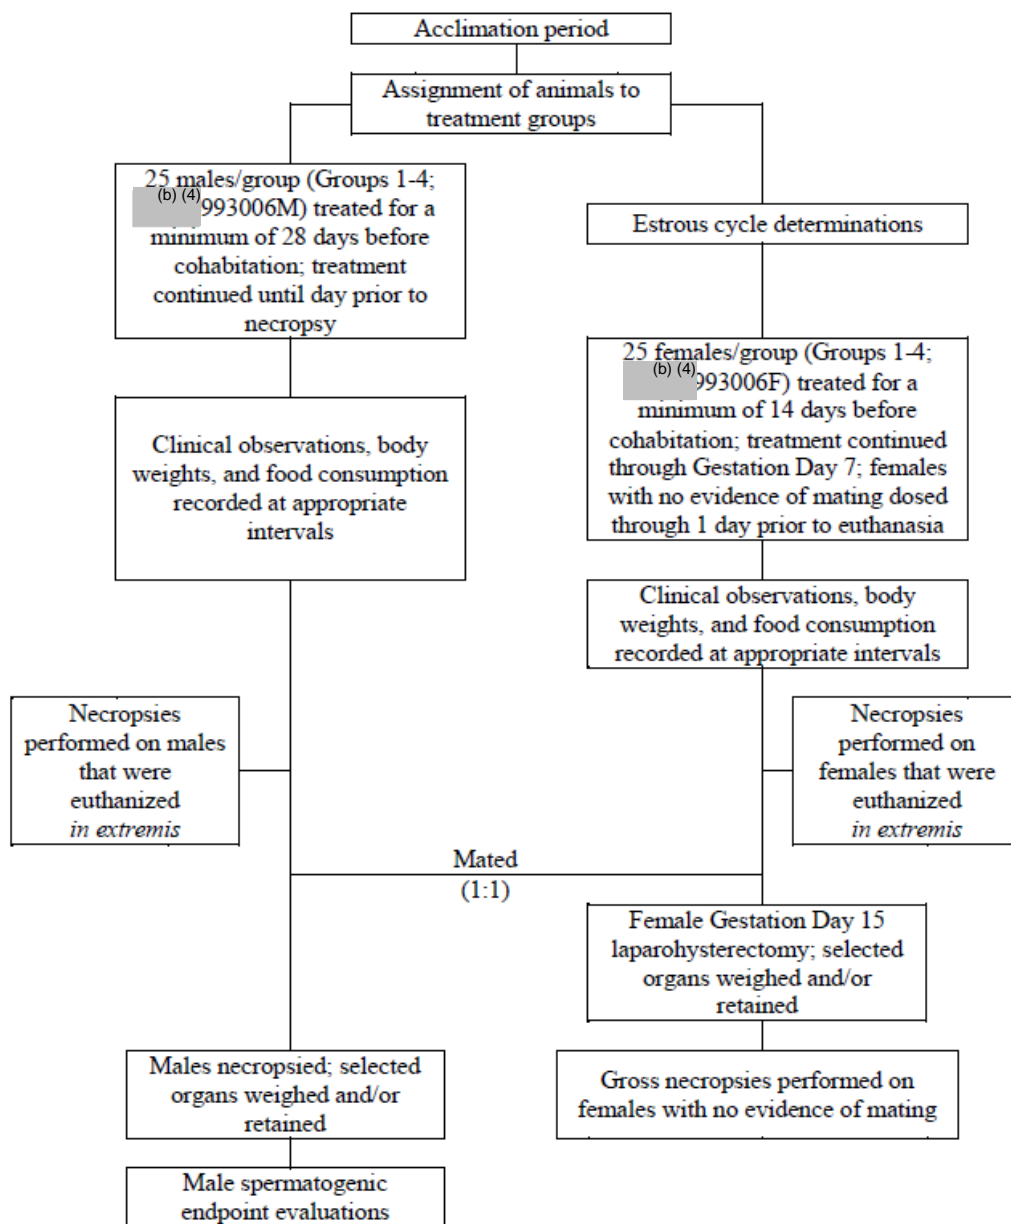 Acclimation period
Assignment of animals to
treatment groups
25 males/group (Groups 1-4;
(b) (4)
993006M) treated for a
minimum of 28 days before
cohabitation; treatment
continued until day prior to
necropsy
Estrous cycle determinations
25 females/group (Groups 1-4;
(b) (4)
993006F) treated for a
minimum of 14 days before
cohabitation; treatment continued
through Gestation Day 7; females
with no evidence of mating dosed
through 1 day prior to euthanasia
Clinical observations, body
weights, and food consumption
recorded at appropriate
intervals
Clinical observations, body
weights, and food consumption
recorded at appropriate intervals
Necropsies
performed on males
that were
euthanized
in extremis
Necropsies
performed on
females that were
euthanized
in extremis
Mated
(1:1)
Female Gestation Day 15
laparohysterectomy; selected
organs weighed and/or
retained
Males necropsied; selected
organs weighed and/or
retained
Gross necropsies performed on
females with no evidence of mating
Male spermatogenic
endpoint evaluations